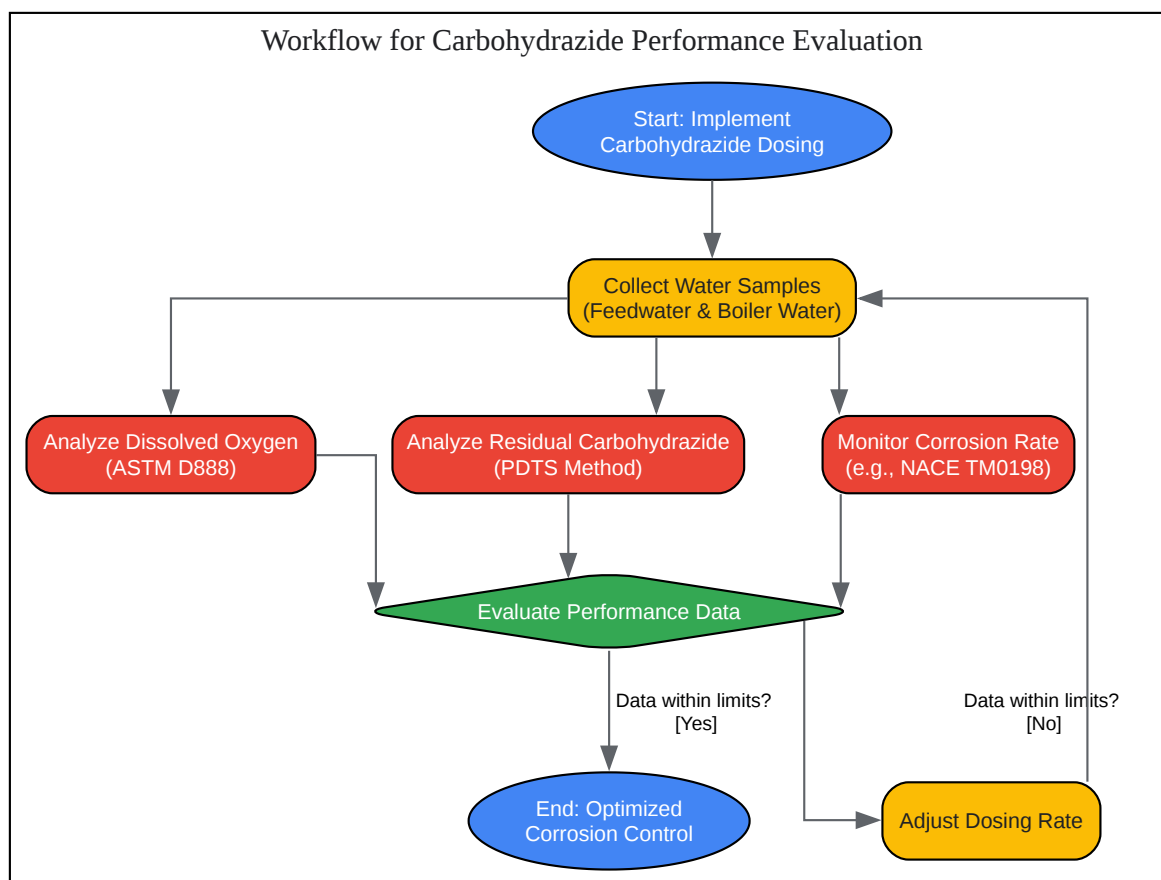 Workflow for Carbohydrazide Performance Evaluation
Start: Implement
Carbohydrazide Dosing
Collect Water Samples
(Feedwater & Boiler Water)
Analyze Dissolved Oxygen
(ASTM D888)
Analyze Residual Carbohydrazide
(PDTS Method)
Monitor Corrosion Rate
(e.g., NACE TM0198)
Evaluate Performance Data
Data within limits?
[Yes]
Data within limits?
[No]
End: Optimized
Corrosion Control
Adjust Dosing Rate